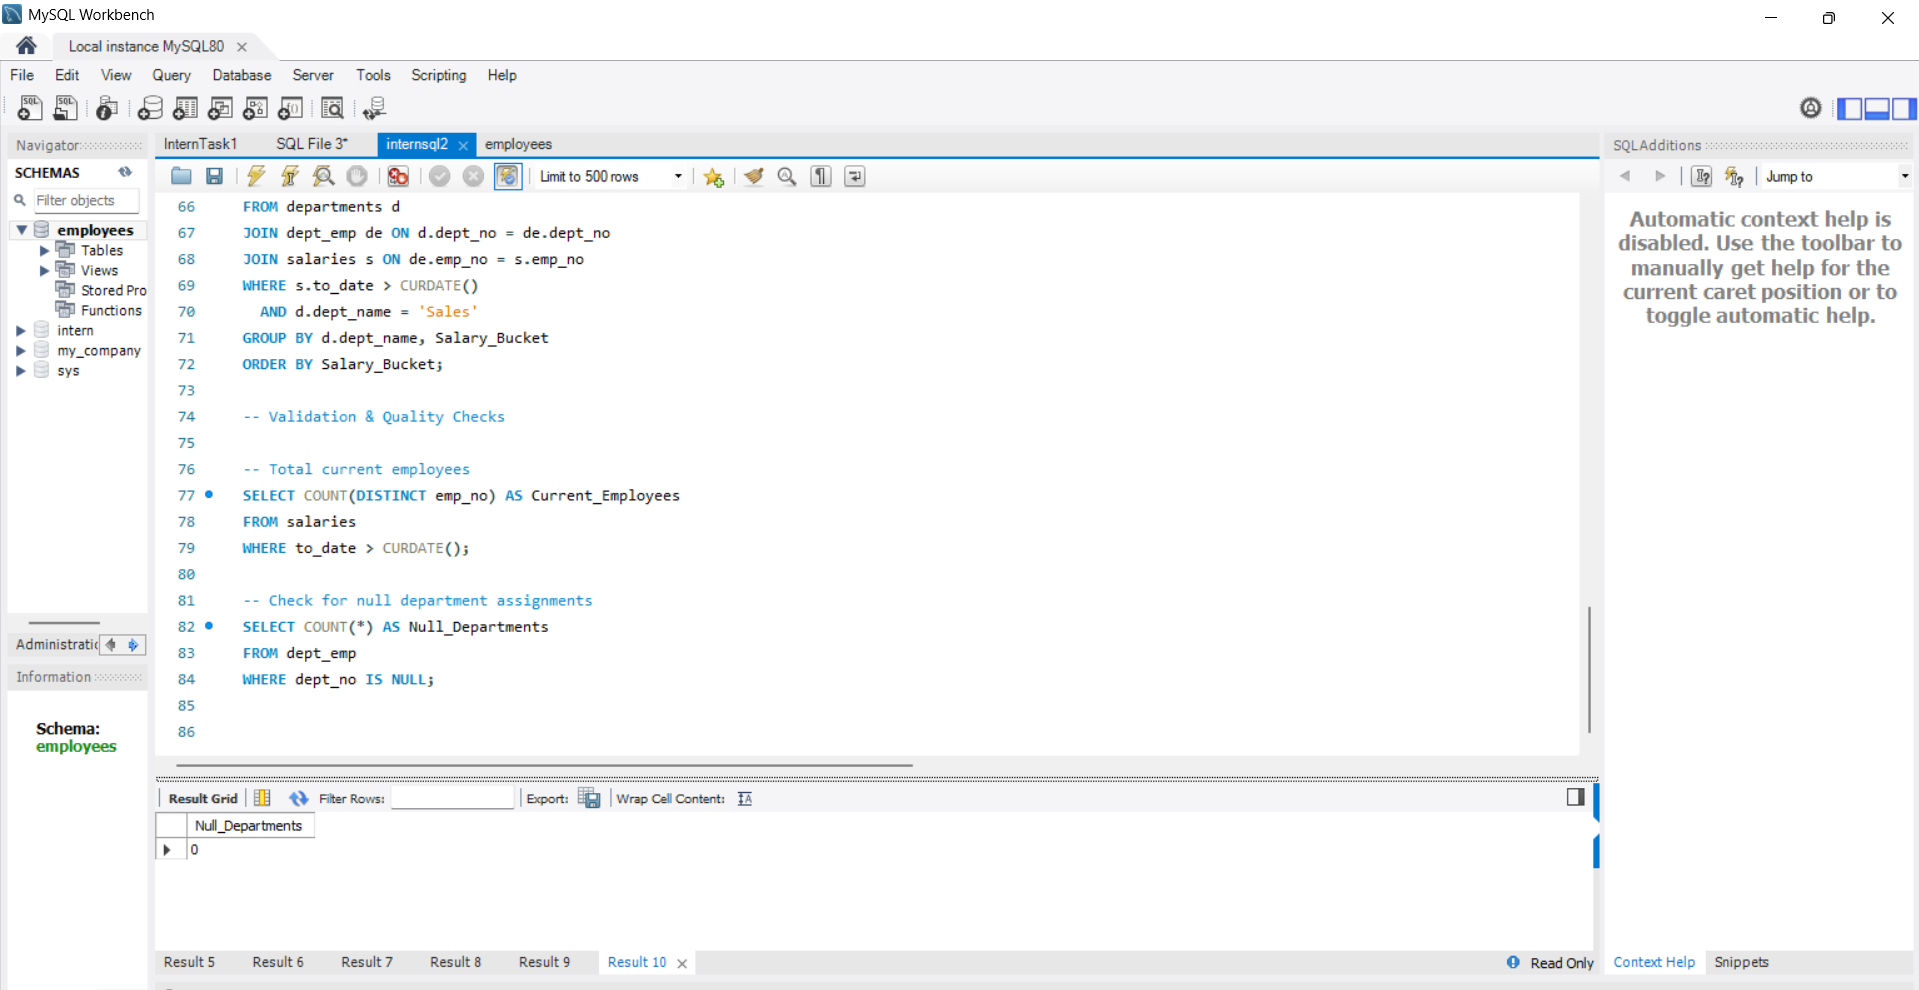 MySQL Workbench
Local instance MySQL80
File Edit View Query Database Server Tools Scripting Help
Navigator
SCHEMAS
Filter objects
employees
Tables
Views
Stored Pro
Functions
intern
my_company
sys
Administratic
Information
Schema:
employees
InternTask1 SQL File 3* internsql2 employees
Limit to 500 rows
66 FROM departments d
67 JOIN dept_emp de ON d.dept_no = de.dept_no
68 JOIN salaries s ON de.emp_no = s.emp_no
69 WHERE s.to_date > CURDATE()
70 AND d.dept_name = 'Sales'
71 GROUP BY d.dept_name, Salary_Bucket
72 ORDER BY Salary_Bucket;
73
74 -- Validation & Quality Checks
75
76 -- Total current employees
77 SELECT COUNT(DISTINCT emp_no) AS Current_Employees
78 FROM salaries
79 WHERE to_date > CURDATE();
80
81 -- Check for null department assignments
82 SELECT COUNT(*) AS Null_Departments
83 FROM dept_emp
84 WHERE dept_no IS NULL;
85
86
Result Grid Filter Rows: Export: Wrap Cell Content:
Null_Departments
0
Result 5 Result 6 Result 7 Result 8 Result 9 Result 10
Read Only
SQLAdditions
Jump to
Automatic context help is
disabled. Use the toolbar to
manually get help for the
current caret position or to
toggle automatic help.
Context Help Snippets